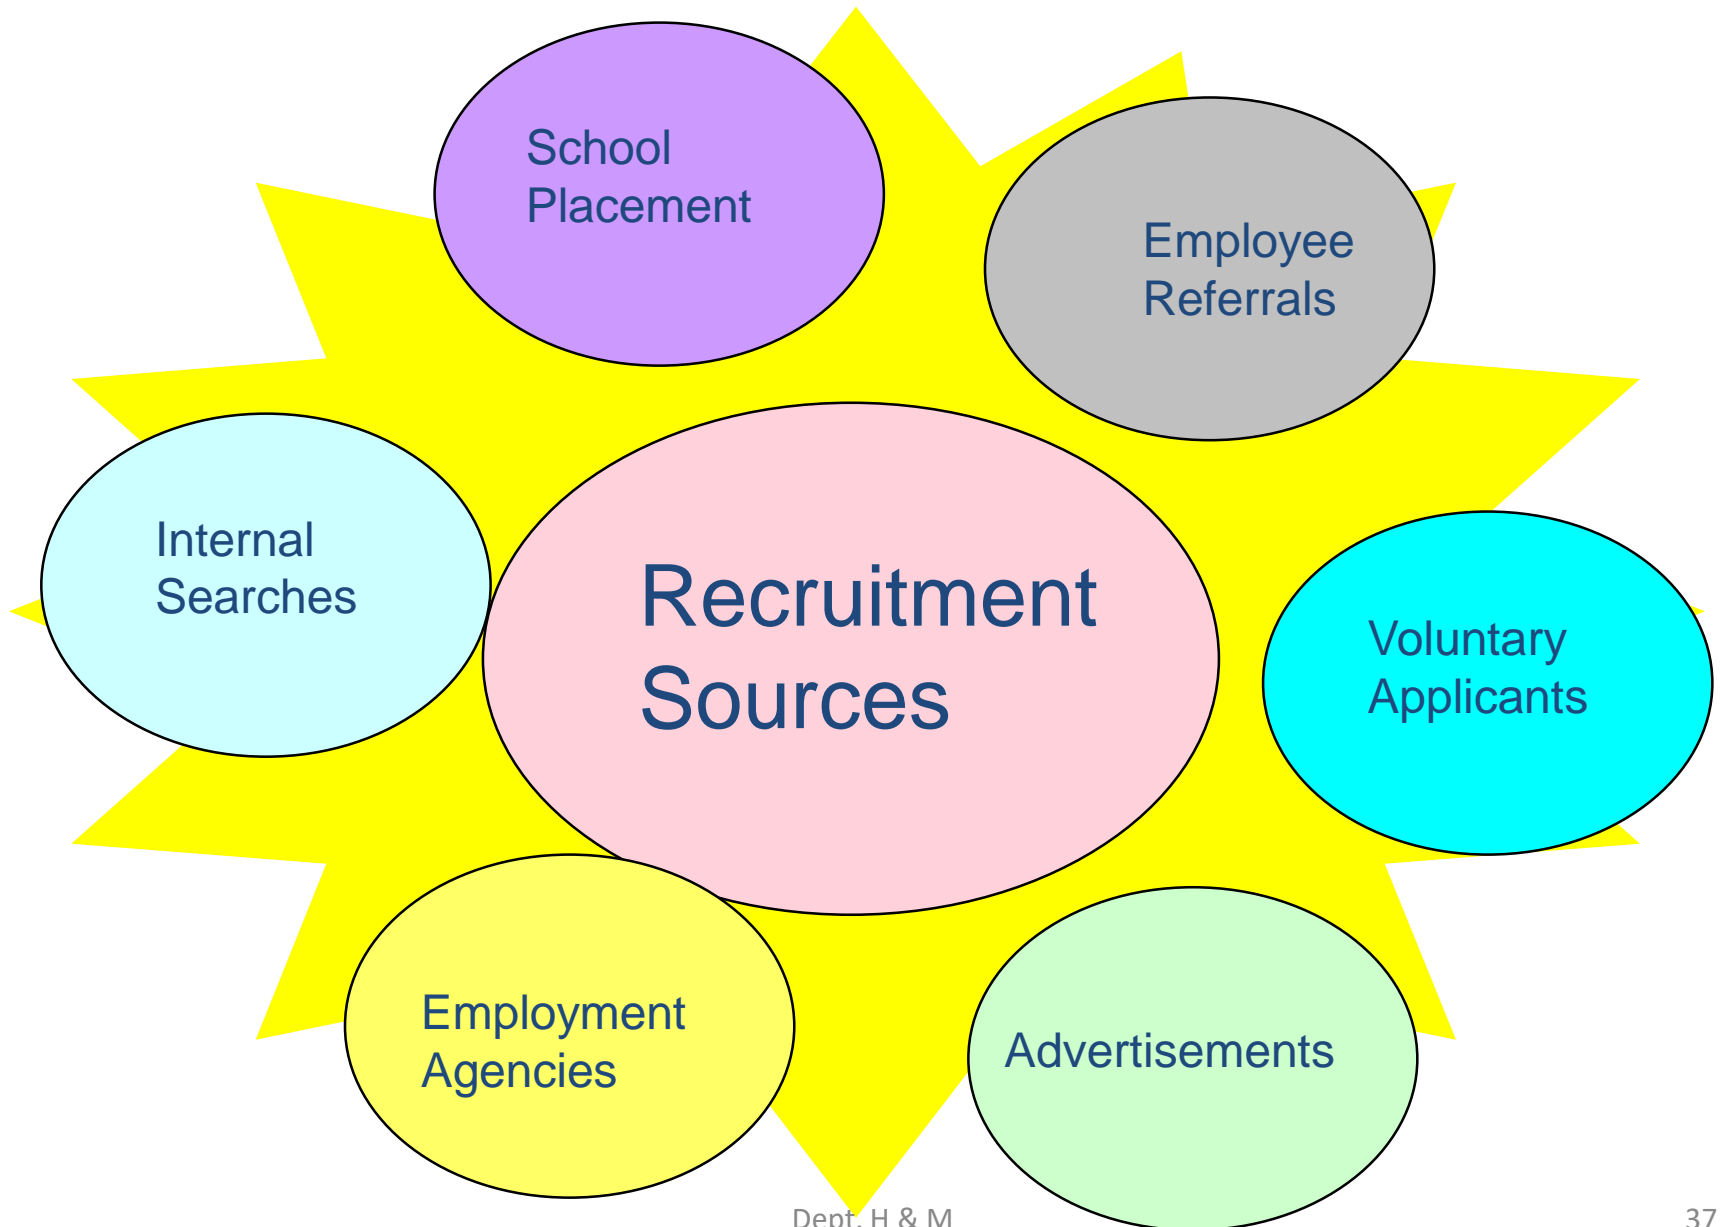 School
Placement
Employee
Referrals
Internal
Searches
Recruitment
Sources
Voluntary
Applicants
Employment
Agencies
Advertisements
Dept. H & M
37